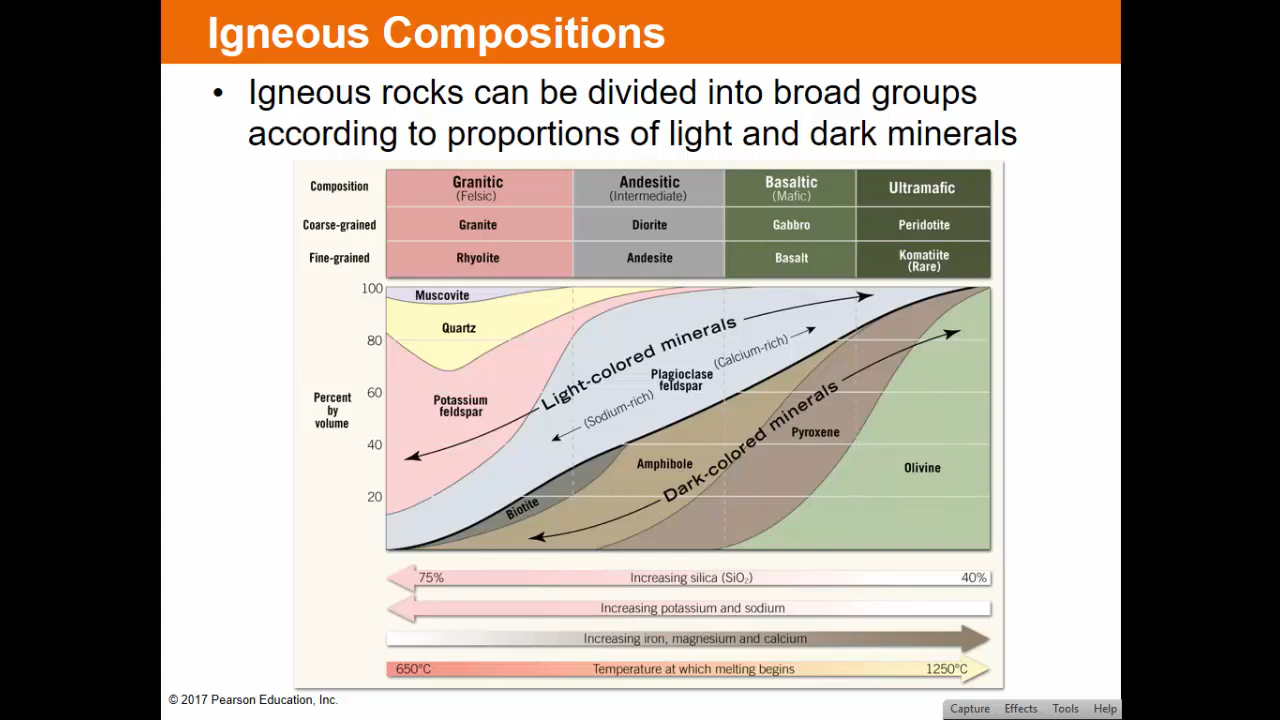 Igneous Compositions
• Igneous rocks can be divided into broad groups
according to proportions of light and dark minerals
Composition
Granitic
(Felsic)
Andesitic
(Intermediate)
Basaltic
(Mafic)
Ultramafic
Coarse-grained
Granite
Diorite
Gabbro
Peridotite
Fine-grained
Rhyolite
Andesite
Basalt
Komatiite
(Rare)
100
80
60
40
20
Percent
by
volume
Muscovite
Quartz
Potassium
feldspar
Light-colored minerals
(Calcium-rich)
Plagioclase
feldspar
(Sodium-rich)
Dark-colored minerals
Pyroxene
Amphibole
Olivine
Biotite
75%
Increasing silica (SiO₂)
40%
Increasing potassium and sodium
Increasing iron, magnesium and calcium
650°C
Temperature at which melting begins
1250°C
© 2017 Pearson Education, Inc.
Capture Effects Tools Help